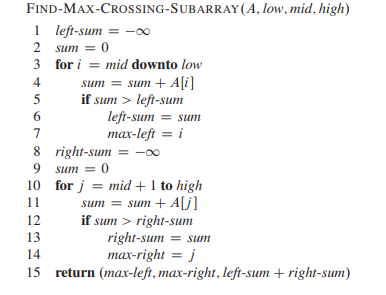 FIND-MAX-CROSSING-SUBARRAY(A, low, mid, high)
1 left-sum = -∞
2 sum = 0
3 for i = mid downto low
4 sum = sum + A[i]
5 if sum > left-sum
6 left-sum = sum
7 max-left = i
8 right-sum = -∞
9 sum = 0
10 for j = mid + 1 to high
11 sum = sum + A[j]
12 if sum > right-sum
13 right-sum = sum
14 max-right = j
15 return (max-left, max-right, left-sum + right-sum)